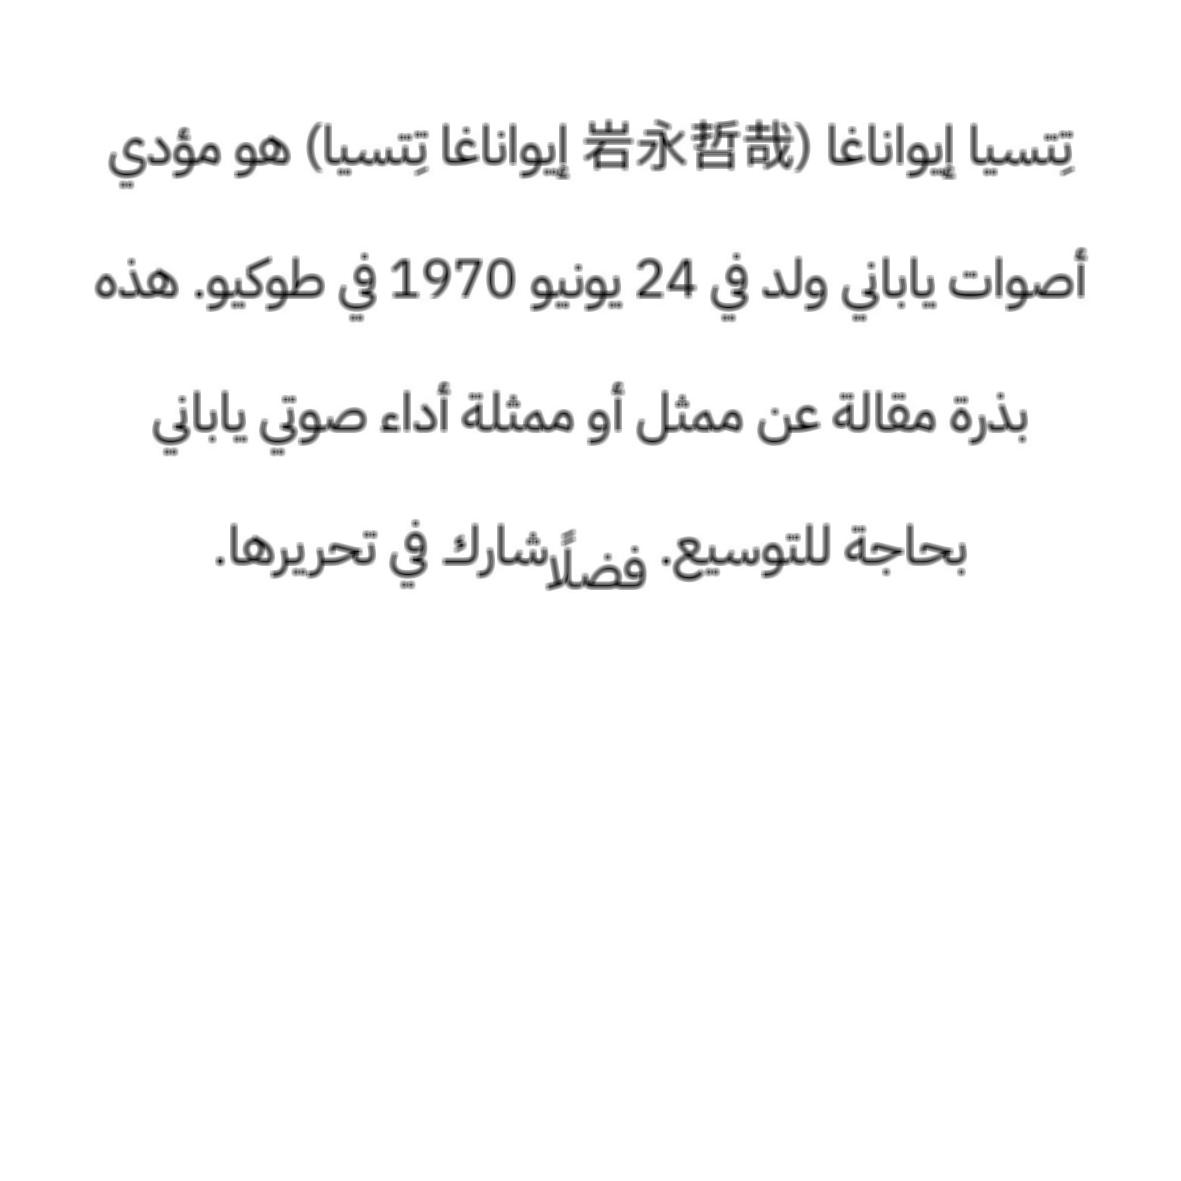 تِتسيا إيواناغا (岩永哲哉 إيواناغا تِتسيا) هو مؤدي
أصوات ياباني ولد في 24 يونيو 1970 في طوكيو. هذه
بذرة مقالة عن ممثل أو ممثلة أداء صوتي ياباني
بحاجة للتوسيع. فضلًا شارك في تحريرها.